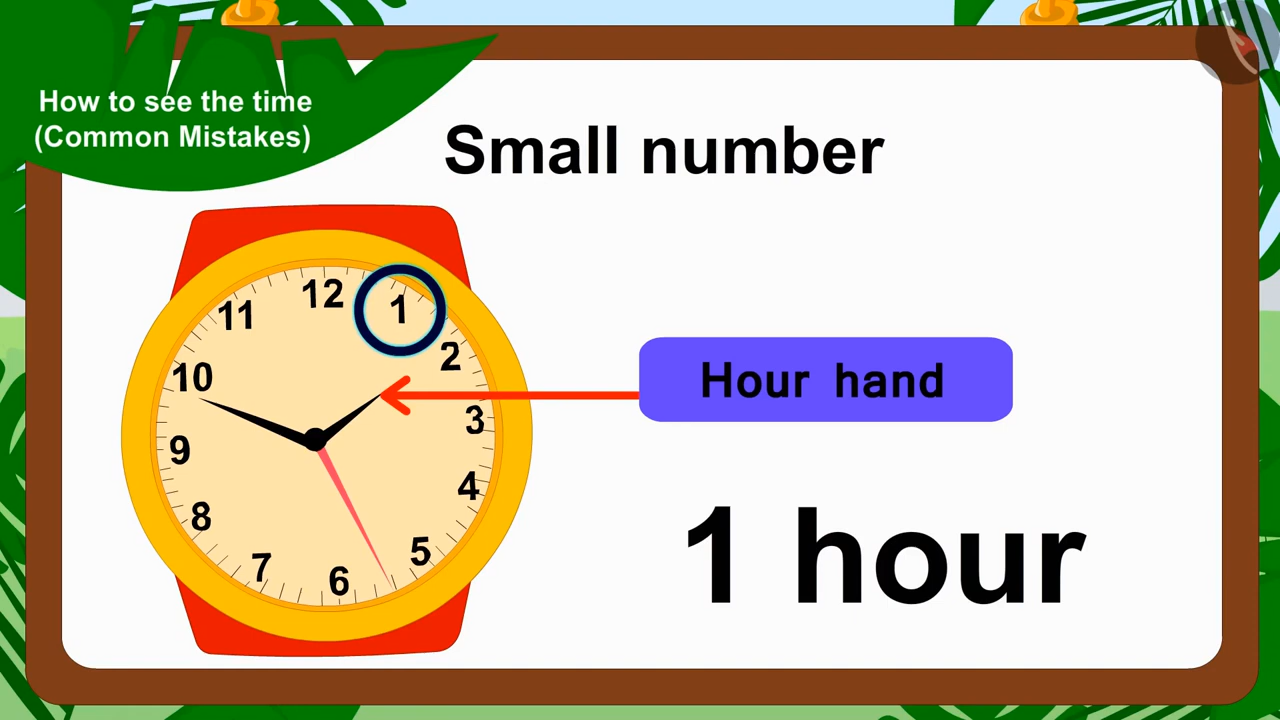 How to see the time
(Common Mistakes)
Small number
12
1
2
3
4
5
6
7
8
9
10
11
Hour hand
1 hour